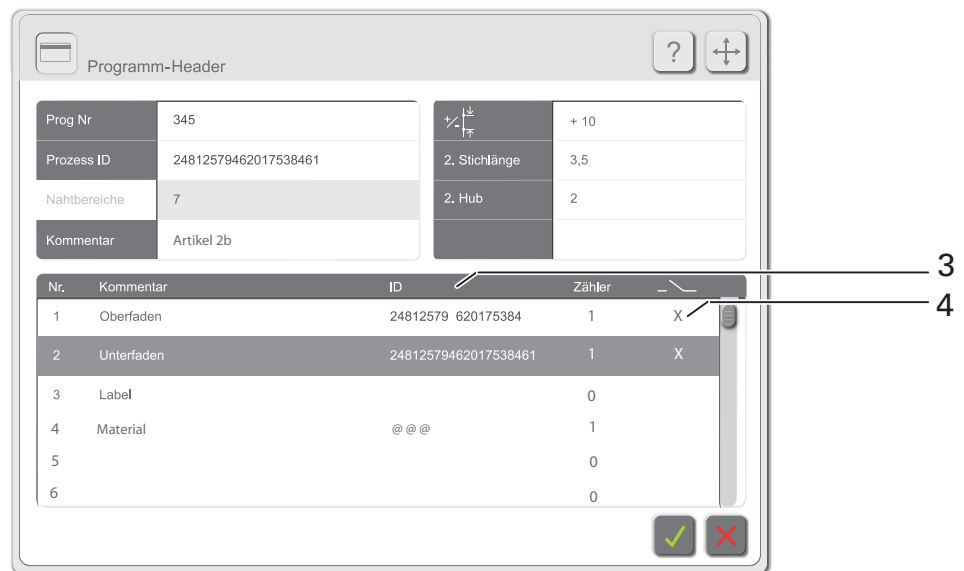 Programm-Header
?
Prog Nr 345
Prozess ID 24812579462017538461
Nahtbereiche 7
Kommentar Artikel 2b
+/- + 10
2. Stichlänge 3,5
2. Hub 2
Nr. Kommentar ID Zähler
1 Oberfaden 24812579 620175384 1 X
2 Unterfaden 24812579462017538461 1 X
3 Label 0
4 Material @@@ 1
5 0
6 0
3
4